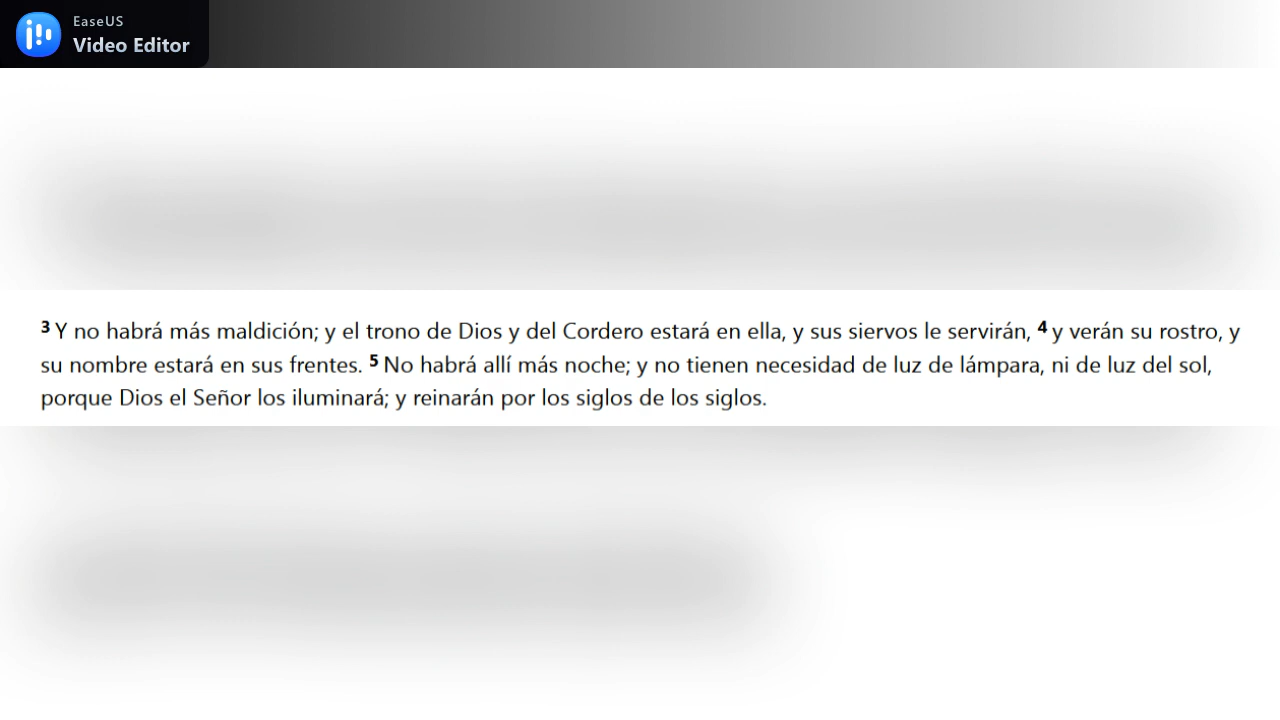 EaseUS
Video Editor
3 Y no habrá más maldición; y el trono de Dios y del Cordero estará en ella, y sus siervos le servirán, 4 y verán su rostro, y
su nombre estará en sus frentes. 5 No habrá allí más noche; y no tienen necesidad de luz de lámpara, ni de luz del sol,
porque Dios el Señor los iluminará; y reinarán por los siglos de los siglos.